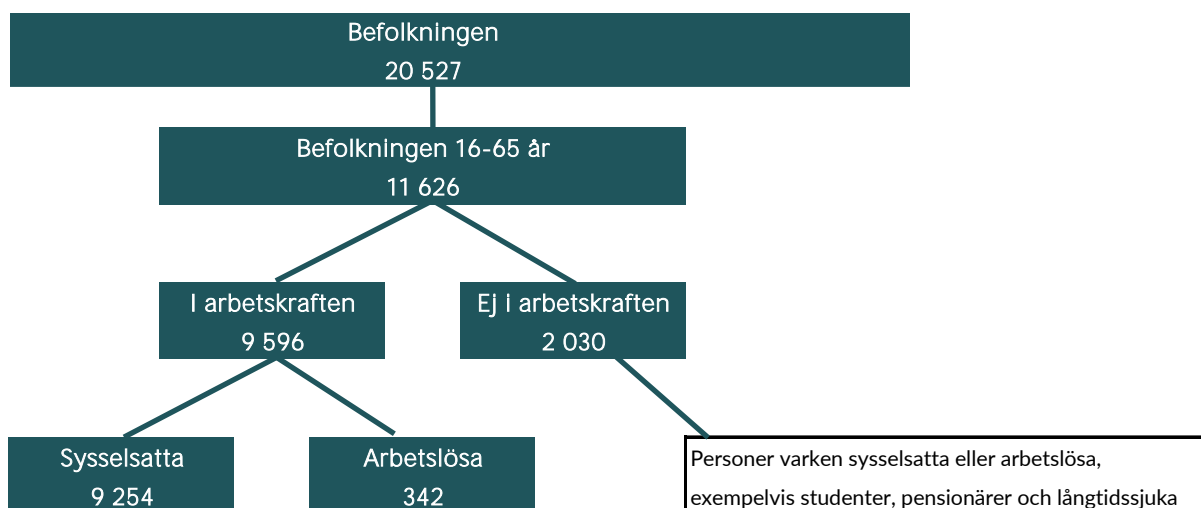 Befolkningen
20 527
Befolkningen 16-65 år
11 626
I arbetskraften
9 596
Ej i arbetskraften
2 030
Sysselsatta
9 254
Arbetslösa
342
Personer varken sysselsatta eller arbetslösa,
exempelvis studenter, pensionärer och långtidssjuka